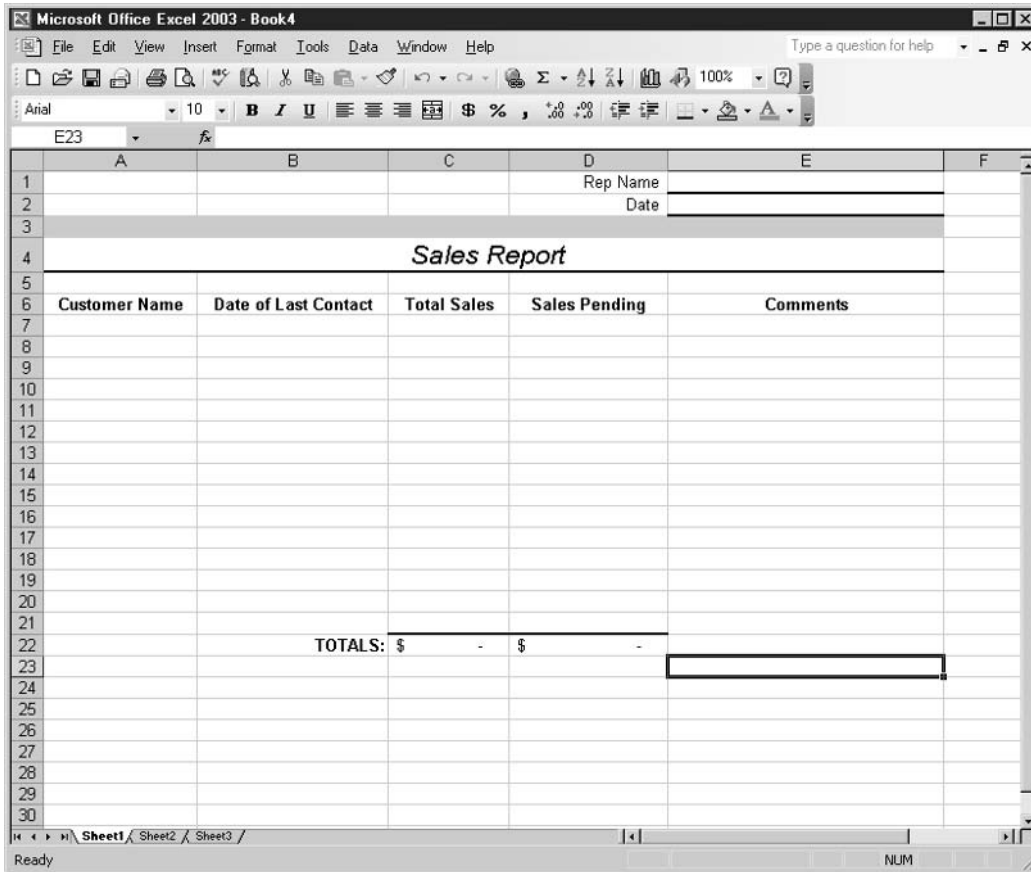 Microsoft Office Excel 2003 - Book4
File Edit View Insert Format Tools Data Window Help Type a question for help
100%
Arial 10 B I U $ % ,
E23 fx
A B C D E F
1 Rep Name
2 Date
3
4 Sales Report
5
6 Customer Name Date of Last Contact Total Sales Sales Pending Comments
7
8
9
10
11
12
13
14
15
16
17
18
19
20
21
22 TOTALS: $ - $ -
23
24
25
26
27
28
29
30
Sheet1 Sheet2 Sheet3
Ready NUM